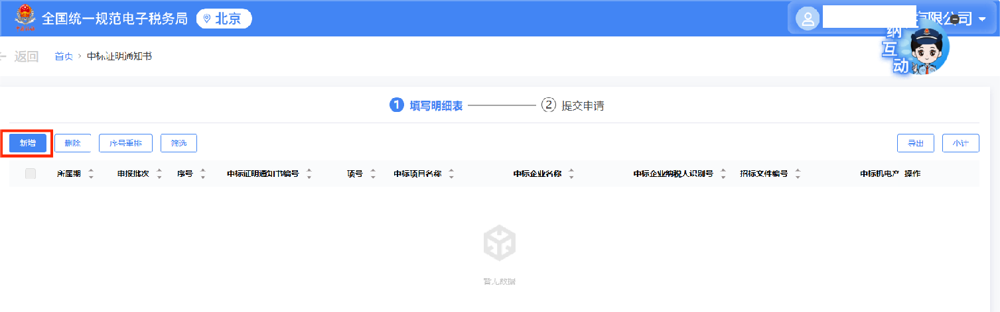 全国统一规范电子税务局 北京 有限公司
纳
互
动
返回 首页 > 中标证明通知书
1 填写明细表 2 提交申请
新增 删除 序号重排 筛选 导出 小计
所属期 申报批次 序号 中标证明通知书编号 项号 中标项目名称 中标企业名称 中标企业纳税人识别号 招标文件编号 中标机电产 操作
暂无数据